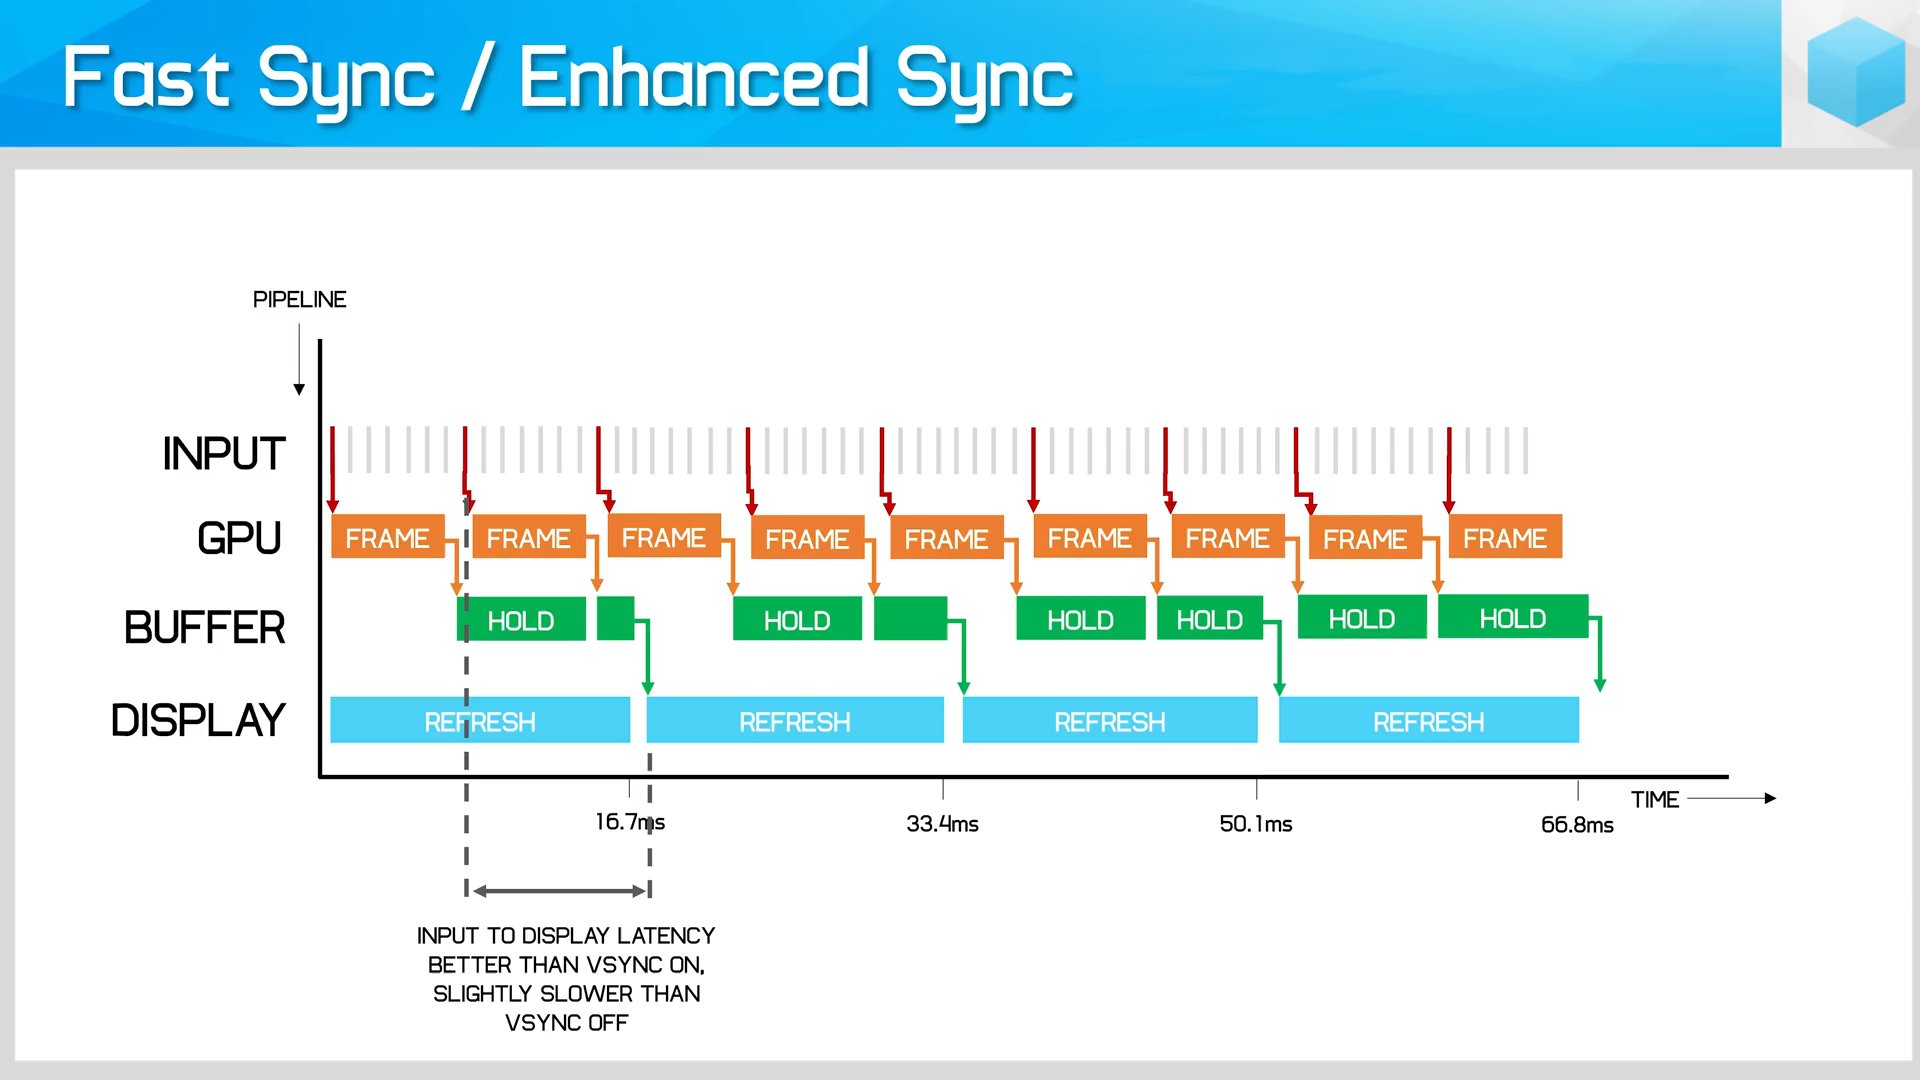 Fast Sync / Enhanced Sync
PIPELINE
INPUT
GPU
FRAME FRAME FRAME FRAME FRAME FRAME FRAME FRAME FRAME
BUFFER
HOLD HOLD HOLD HOLD HOLD HOLD
DISPLAY
REFRESH REFRESH REFRESH REFRESH
TIME
16.7ms 33.4ms 50.1ms 66.8ms
INPUT TO DISPLAY LATENCY
BETTER THAN VSYNC ON,
SLIGHTLY SLOWER THAN
VSYNC OFF